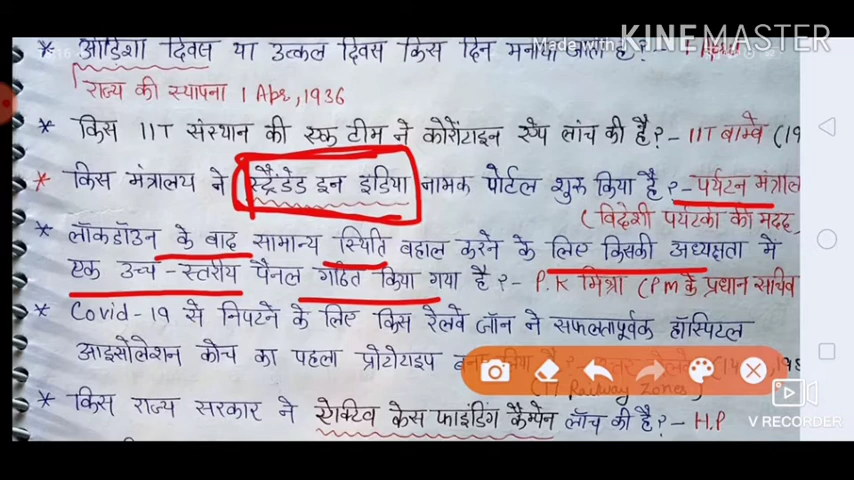 Made with KINEMASTER
* ओडिशा दिवस या उत्कल दिवस किस दिन मनाया जाता है? -
राज्य की स्थापना 1 Apr, 1936
* किस IIT संस्थान की एक टीम ने कोरोंटाइन ऐप लांच की है? - IIT बाम्बे (19
* किस मंत्रालय ने स्ट्रैंडेड इन इंडिया नामक पोर्टल शुरू किया है? - पर्यटन मंत्राल
(विदेशी पर्यटकों की मदद)
* लॉकडॉउन के बाद सामान्य स्थिति बहाल करने के लिए किसकी अध्यक्षता में
एक उच्च-स्तरीय पैनल गठित किया गया है? - P.K मिश्रा (PM के प्रधान सचिव
* Covid-19 से निपटने के लिए किस रेलवे जॉन ने सफलतापूर्वक हॉस्पिटल
आइसोलेशन कोच का पहला प्रोटोटाइप
(17 Railway Zones)
* किस राज्य सरकार ने ऐक्टिव केस फाइंडिंग कैम्पेन लॉच की है? - H.P
V RECORDER